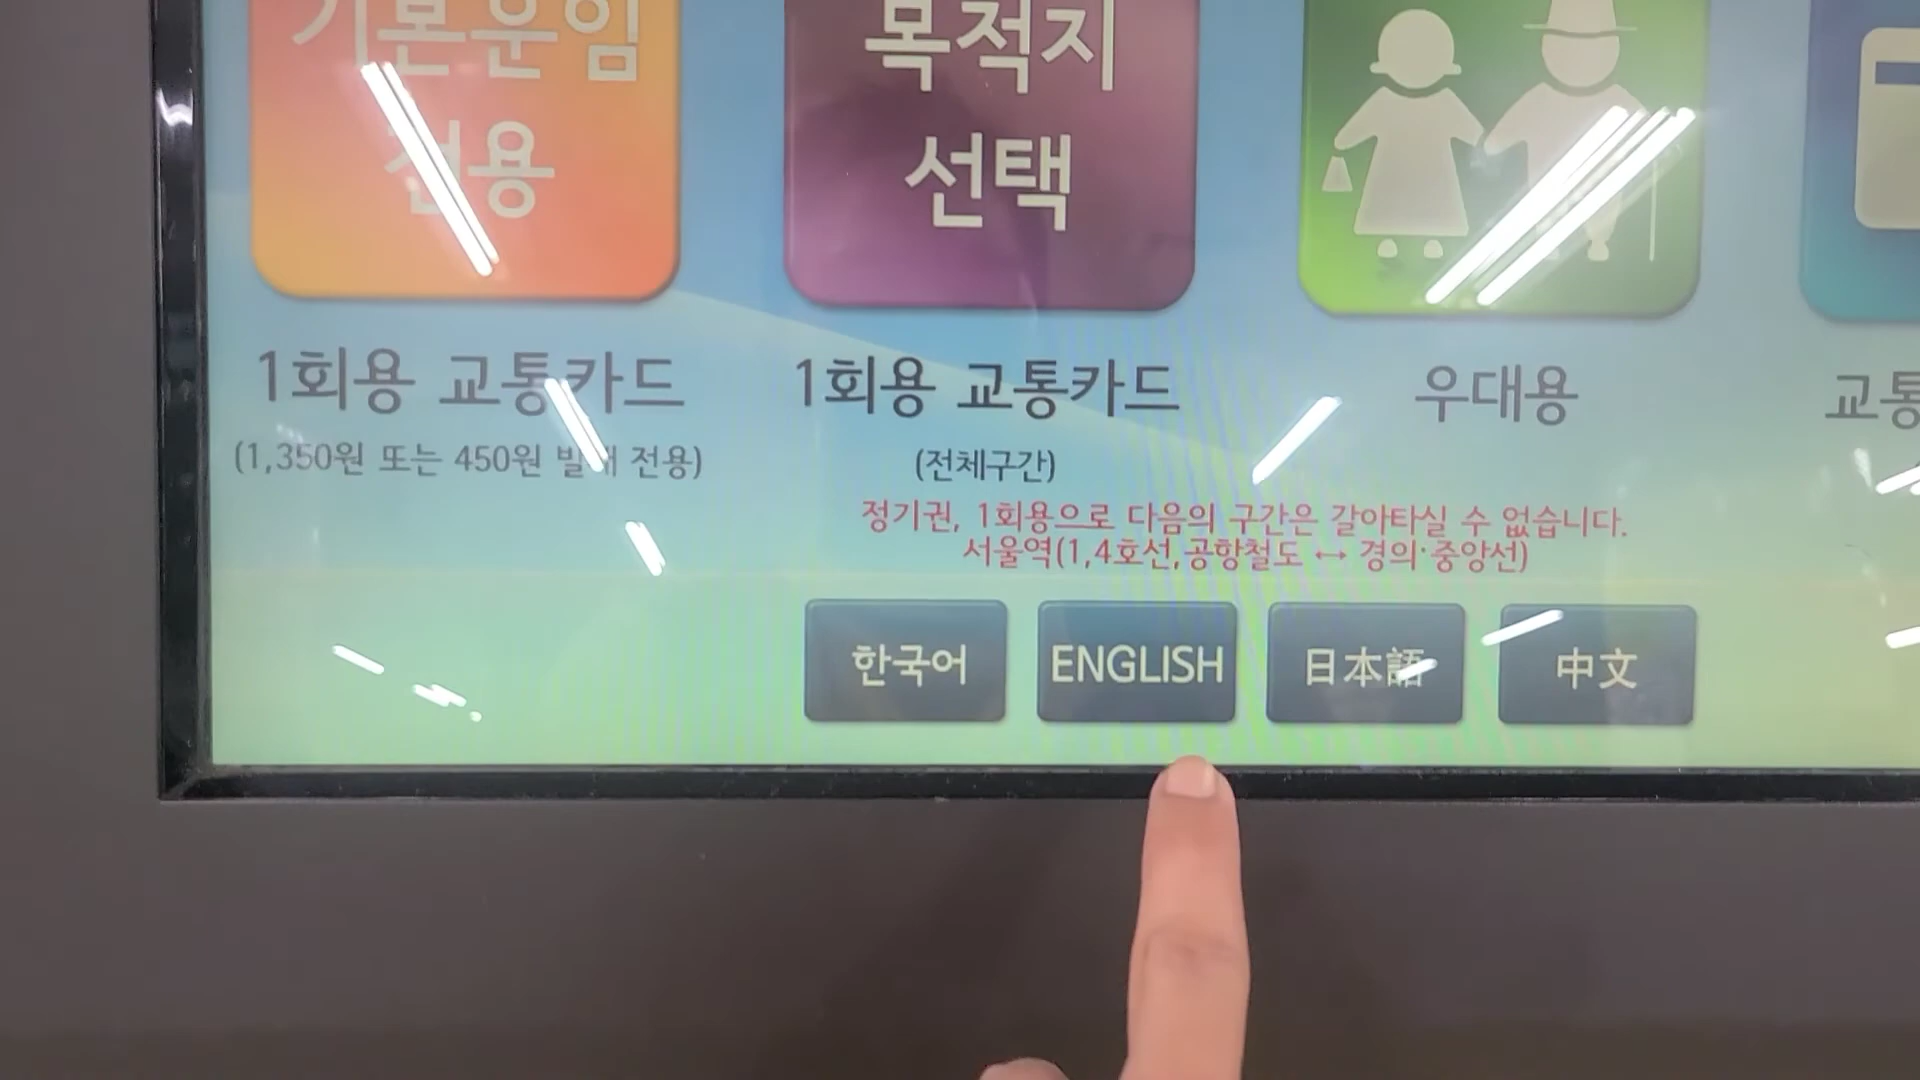 기본운임
전용
목적지
선택
1회용 교통카드
(1,350원 또는 450원 발매 전용)
1회용 교통카드
(전체구간)
우대용
교통
정기권, 1회용으로 다음의 구간은 갈아타실 수 없습니다.
서울역(1,4호선,공항철도 ↔ 경의·중앙선)
한국어
ENGLISH
日本語
中文